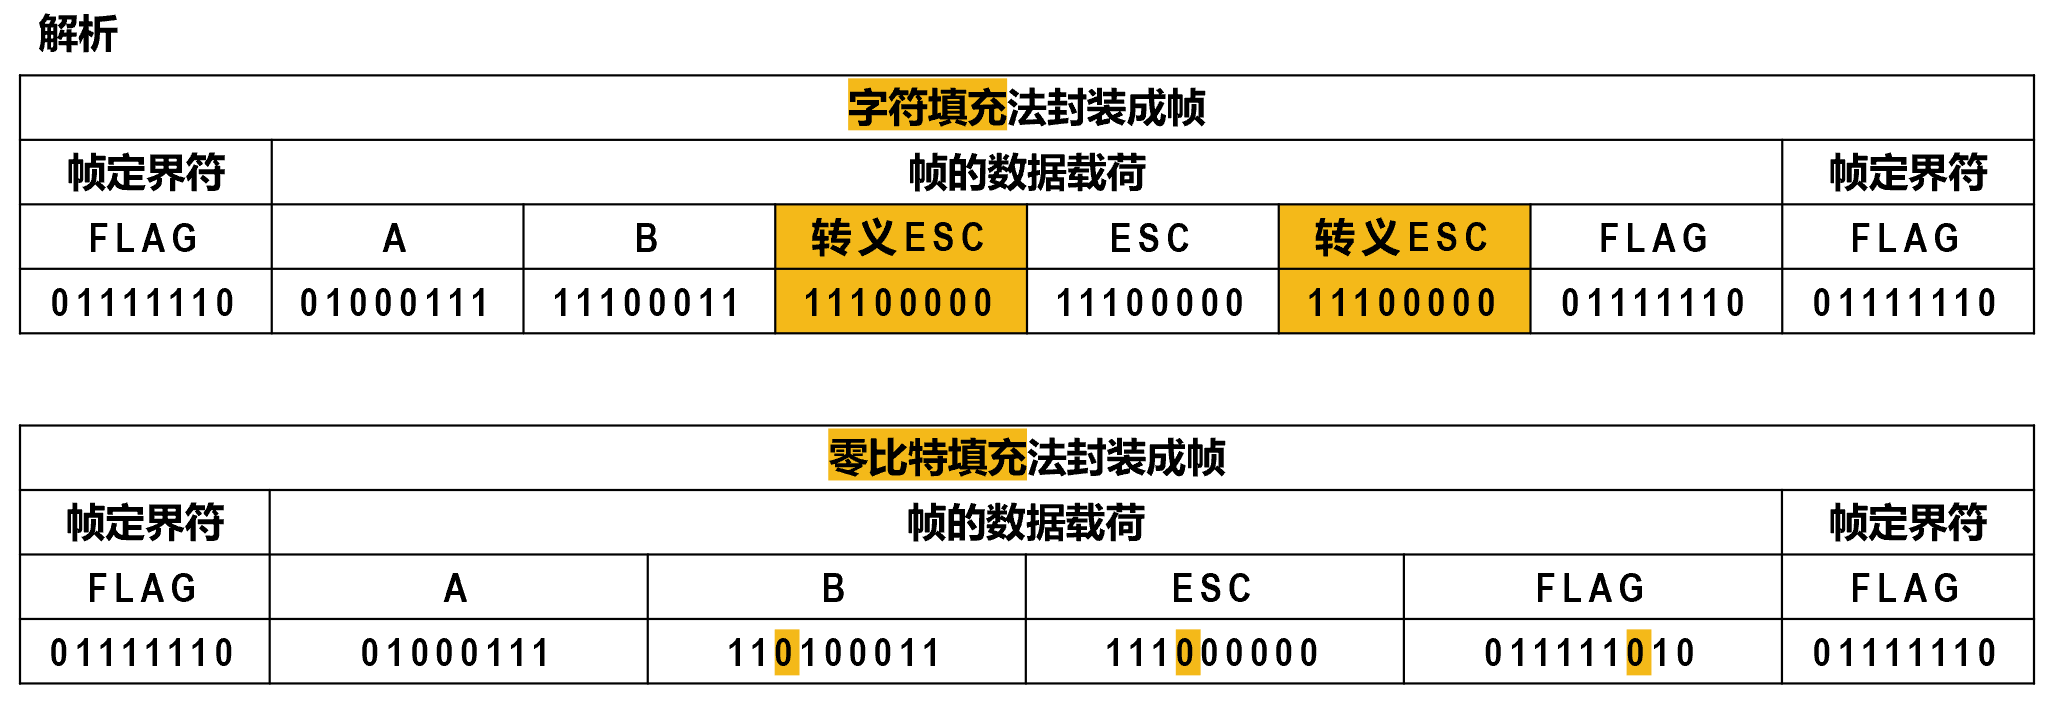 解析
字符填充法封装成帧
帧定界符 帧的数据载荷 帧定界符
FLAG A B 转义ESC ESC 转义ESC FLAG FLAG
01111110 01000111 11100011 11100000 11100000 11100000 01111110 01111110
零比特填充法封装成帧
帧定界符 帧的数据载荷 帧定界符
FLAG A B ESC FLAG FLAG
01111110 01000111 110100011 111000000 011111010 01111110